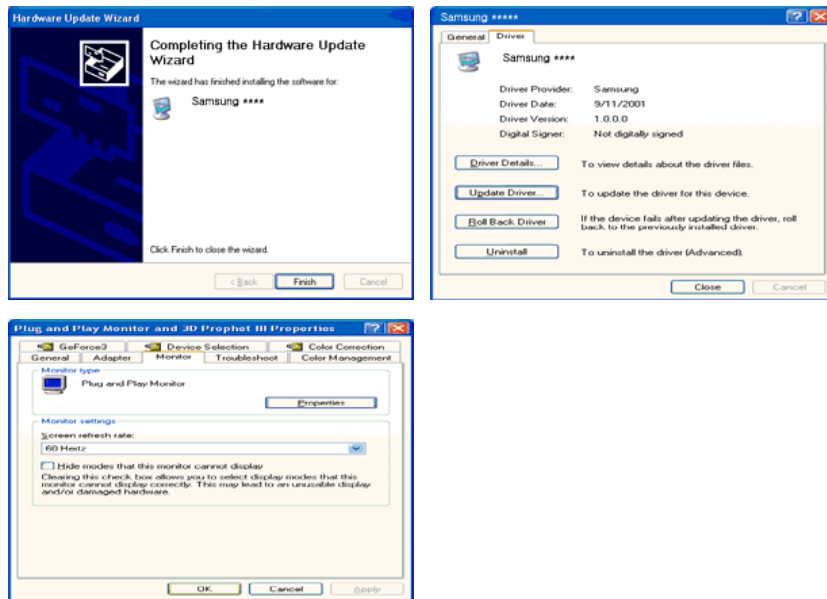 Hardware Update Wizard
Completing the Hardware Update
Wizard
The wizard has finished installing the software for:
Samsung ****
Click Finish to close the wizard.
< Back
Finish
Cancel
Samsung *****
General
Driver
Samsung ****
Driver Provider: Samsung
Driver Date: 9/11/2001
Driver Version: 1.0.0.0
Digital Signer: Not digitally signed
Driver Details... To view details about the driver files.
Update Driver... To update the driver for this device.
Roll Back Driver If the device fails after updating the driver, roll
back to the previously installed driver.
Uninstall To uninstall the driver (Advanced).
Close
Cancel
Plug and Play Monitor and 3D Prophet III Properties
GeForce3 Device Selection Color Correction
General Adapter Monitor Troubleshoot Color Management
Monitor type
Plug and Play Monitor
Properties
Monitor settings
Screen refresh rate:
60 Hertz
Hide modes that this monitor cannot display
Clearing this check box allows you to select display modes that this
monitor cannot display correctly. This may lead to an unusable display
and/or damaged hardware.
OK
Cancel
Apply